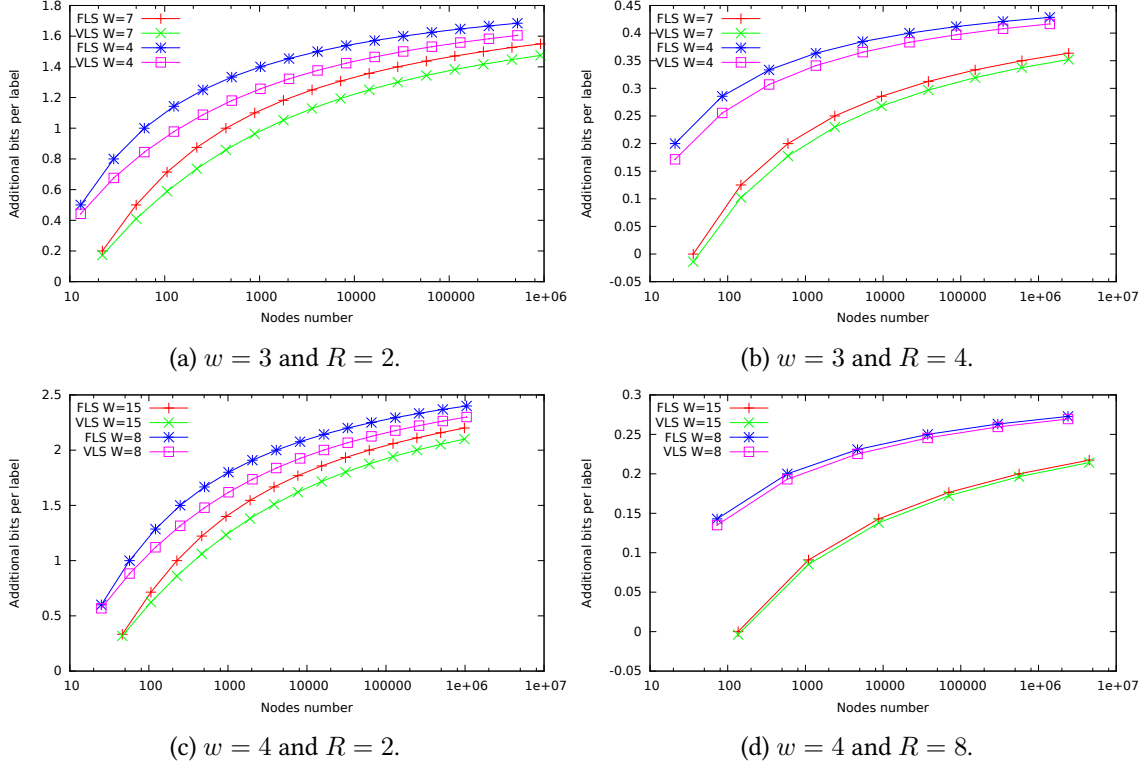 FLS W=7
VLS W=7
FLS W=4
VLS W=4
Additional bits per label
1.8
1.6
1.4
1.2
1
0.8
0.6
0.4
0.2
0
10 100 1000 10000 100000 1e+06
Nodes number
(a) w = 3 and R = 2.
FLS W=7
VLS W=7
FLS W=4
VLS W=4
Additional bits per label
0.45
0.4
0.35
0.3
0.25
0.2
0.15
0.1
0.05
0
-0.05
10 100 1000 10000 100000 1e+06 1e+07
Nodes number
(b) w = 3 and R = 4.
FLS W=15
VLS W=15
FLS W=8
VLS W=8
Additional bits per label
2.5
2
1.5
1
0.5
0
10 100 1000 10000 100000 1e+06 1e+07
Nodes number
(c) w = 4 and R = 2.
FLS W=15
VLS W=15
FLS W=8
VLS W=8
Additional bits per label
0.3
0.25
0.2
0.15
0.1
0.05
0
-0.05
10 100 1000 10000 100000 1e+06 1e+07
Nodes number
(d) w = 4 and R = 8.